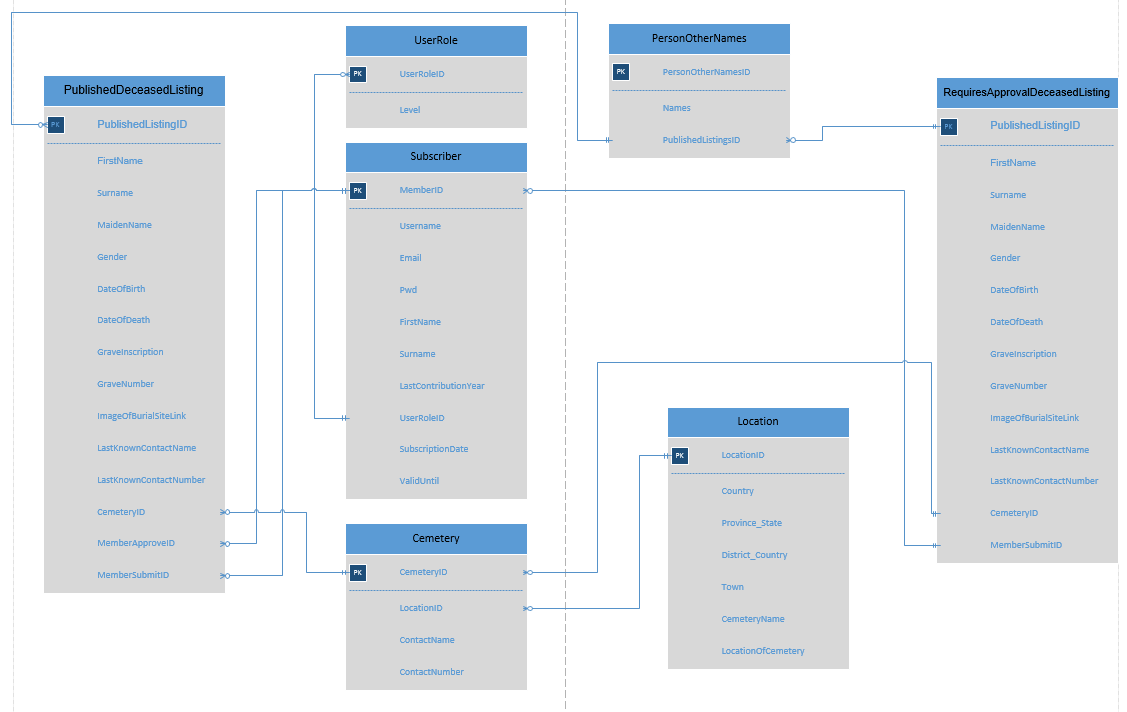 PublishedDeceasedListing
PK PublishedListingID
FirstName
Surname
MaidenName
Gender
DateOfBirth
DateOfDeath
GraveInscription
GraveNumber
ImageOfBurialSiteLink
LastKnownContactName
LastKnownContactNumber
CemeteryID
MemberApproveID
MemberSubmitID
UserRole
PK UserRoleID
Level
Subscriber
PK MemberID
Username
Email
Pwd
FirstName
Surname
LastContributionYear
UserRoleID
SubscriptionDate
ValidUntil
Cemetery
PK CemeteryID
LocationID
ContactName
ContactNumber
PersonOtherNames
PK PersonOtherNamesID
Names
PublishedListingsID
Location
PK LocationID
Country
Province_State
District_Country
Town
CemeteryName
LocationOfCemetery
RequiresApprovalDeceasedListing
PK PublishedListingID
FirstName
Surname
MaidenName
Gender
DateOfBirth
DateOfDeath
GraveInscription
GraveNumber
ImageOfBurialSiteLink
LastKnownContactName
LastKnownContactNumber
CemeteryID
MemberSubmitID